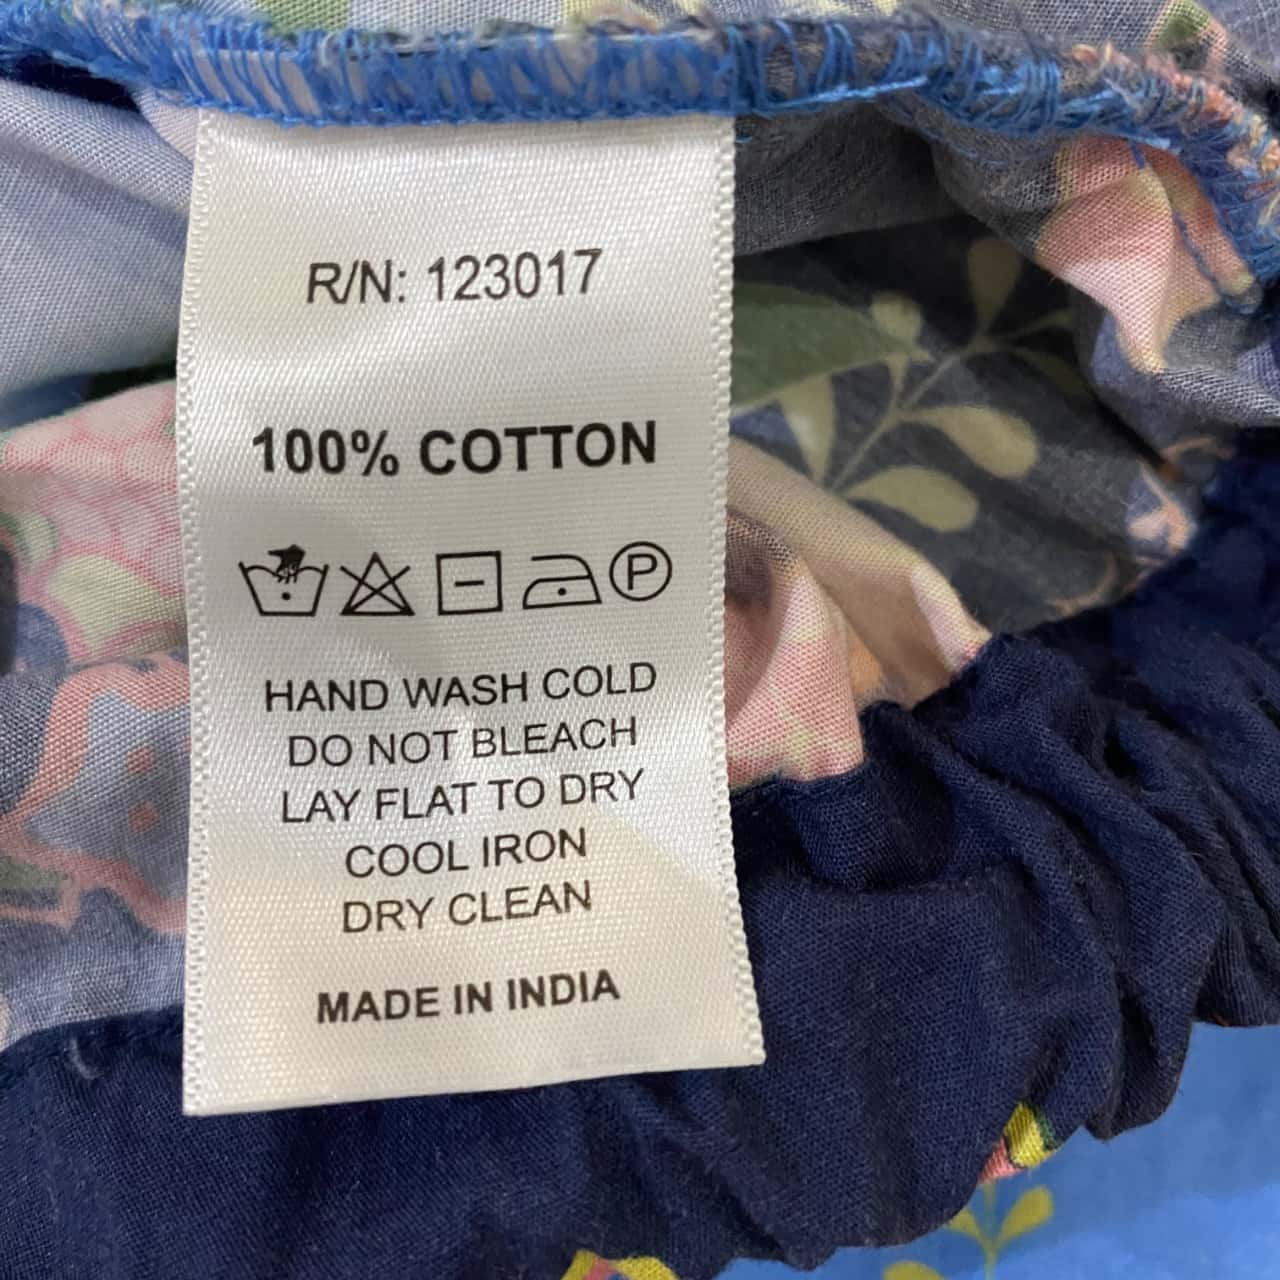 R/N: 123017
100% COTTON
P
HAND WASH COLD
DO NOT BLEACH
LAY FLAT TO DRY
COOL IRON
DRY CLEAN
MADE IN INDIA